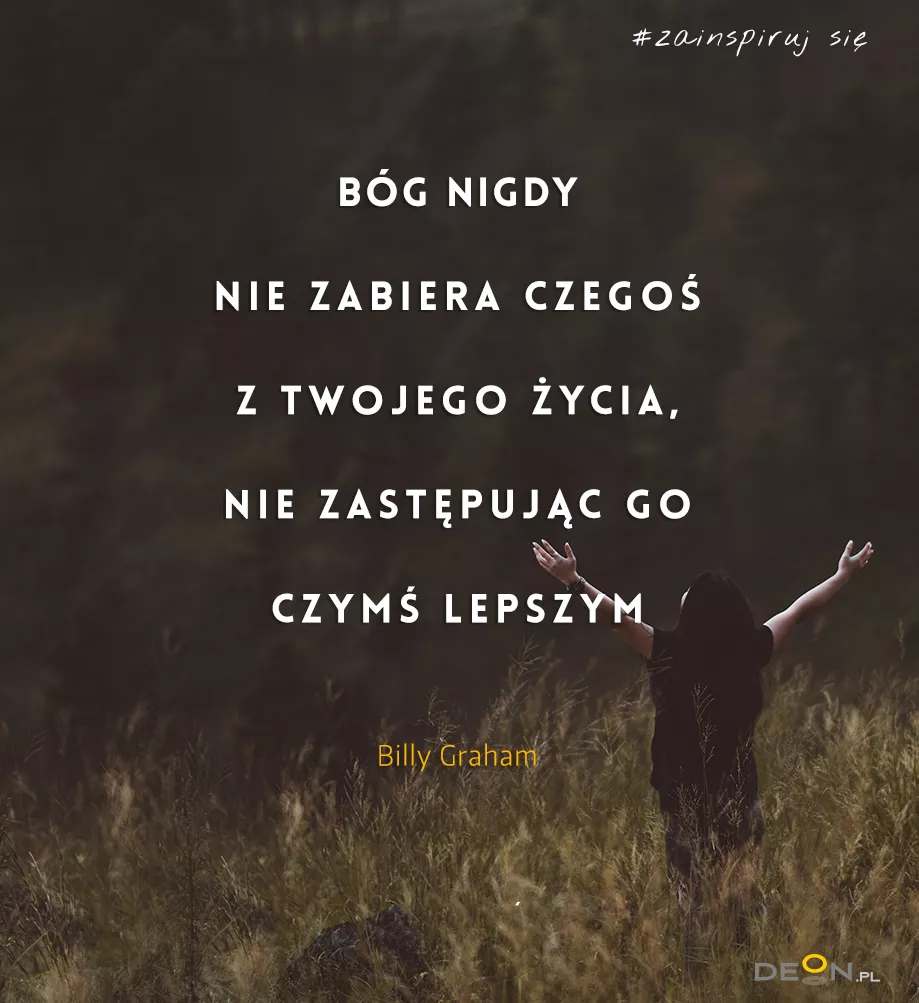 #zainspiruj się
BÓG NIGDY
NIE ZABIERA CZEGOŚ
Z TWOJEGO ŻYCIA,
NIE ZASTĘPUJĄC GO
CZYMŚ LEPSZYM
Billy Graham
DEON.PL